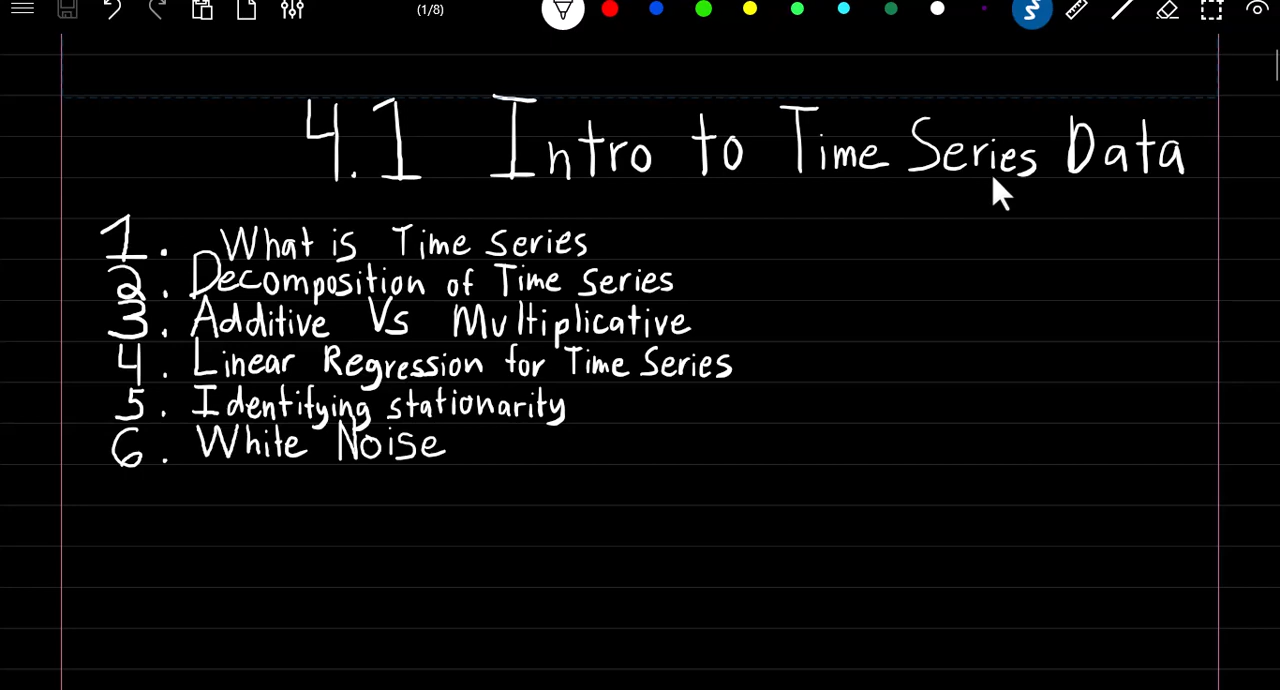 (1/8)
4.1 Intro to Time Series Data
1. What is Time Series
2. Decomposition of Time Series
3. Additive Vs Multiplicative
4. Linear Regression for Time Series
5. Identifying stationarity
6. White Noise